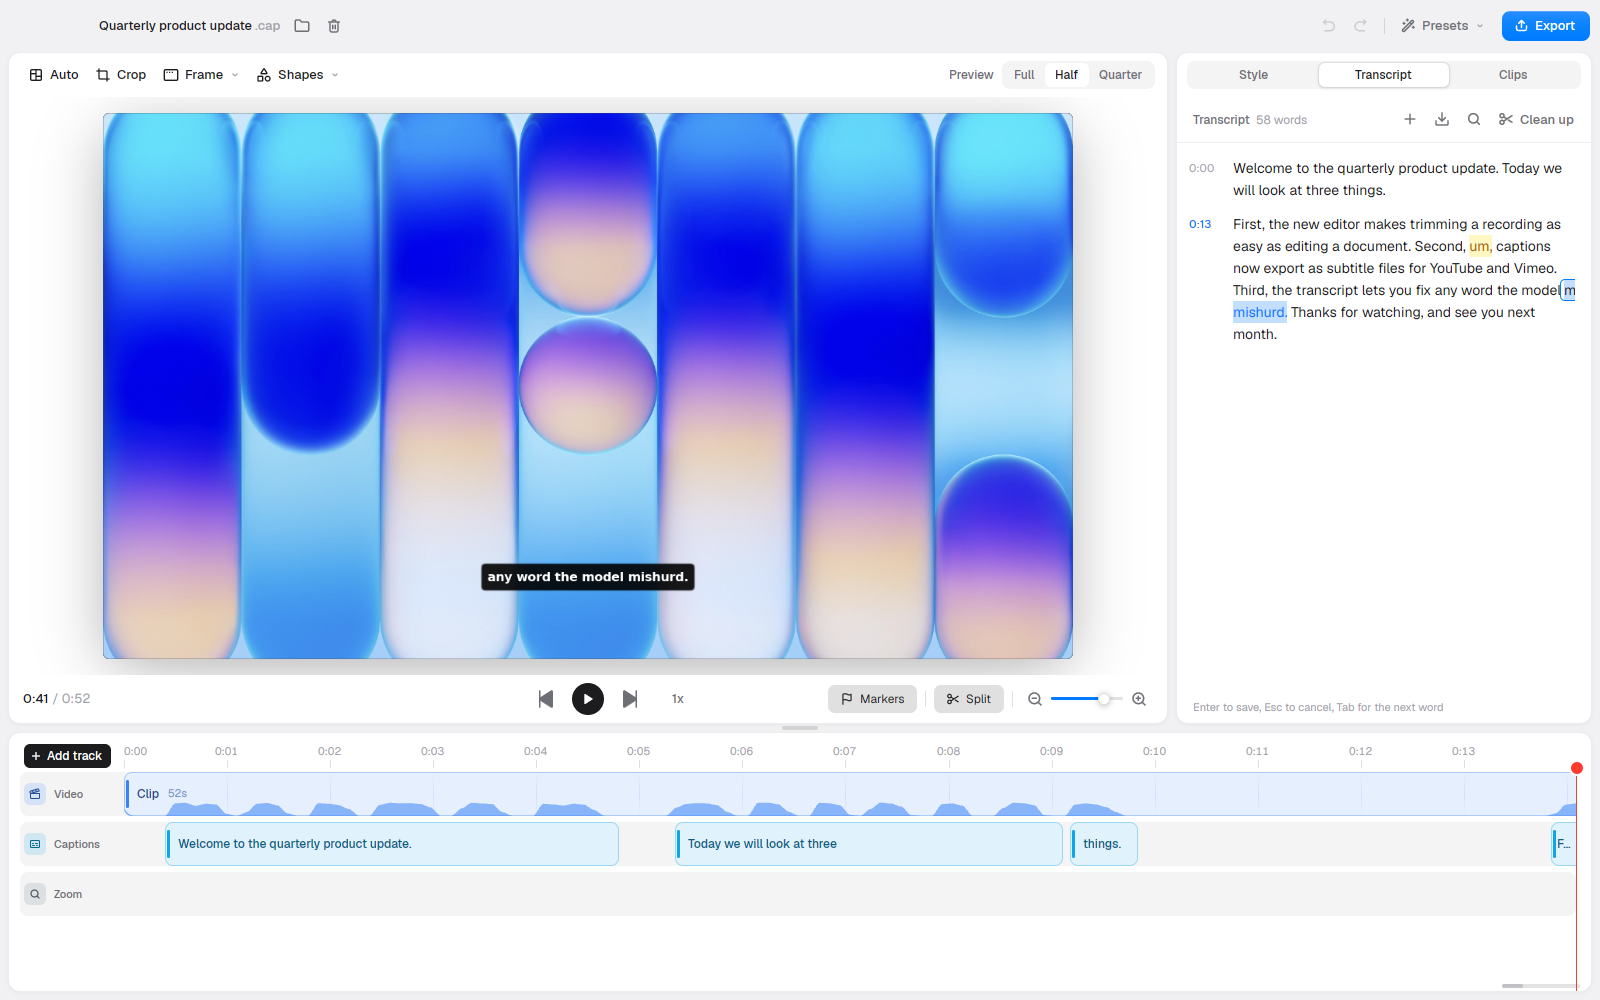 Quarterly product update .cap
Presets
Export
Auto
Crop
Frame
Shapes
Preview
Full
Half
Quarter
Style
Transcript
Clips
Transcript 58 words
Clean up
0:00
Welcome to the quarterly product update. Today we
will look at three things.
0:13
First, the new editor makes trimming a recording as
easy as editing a document. Second, um, captions
now export as subtitle files for YouTube and Vimeo.
Third, the transcript lets you fix any word the model m
mishurd. Thanks for watching, and see you next
month.
any word the model mishurd.
0:41 / 0:52
1x
Markers
Split
Enter to save, Esc to cancel, Tab for the next word
Add track
0:00
0:01
0:02
0:03
0:04
0:05
0:06
0:07
0:08
0:09
0:10
0:11
0:12
0:13
Video
Clip 52s
Captions
Welcome to the quarterly product update.
Today we will look at three
things.
F...
Zoom